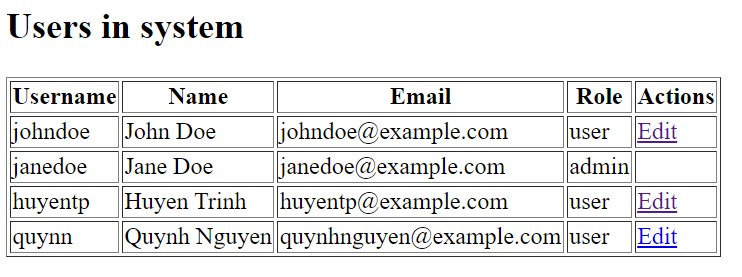 Users in system
Username Name Email Role Actions
johndoe John Doe johndoe@example.com user Edit
janedoe Jane Doe janedoe@example.com admin
huyentp Huyen Trinh huyentp@example.com user Edit
quynn Quynh Nguyen quynhnguyen@example.com user Edit